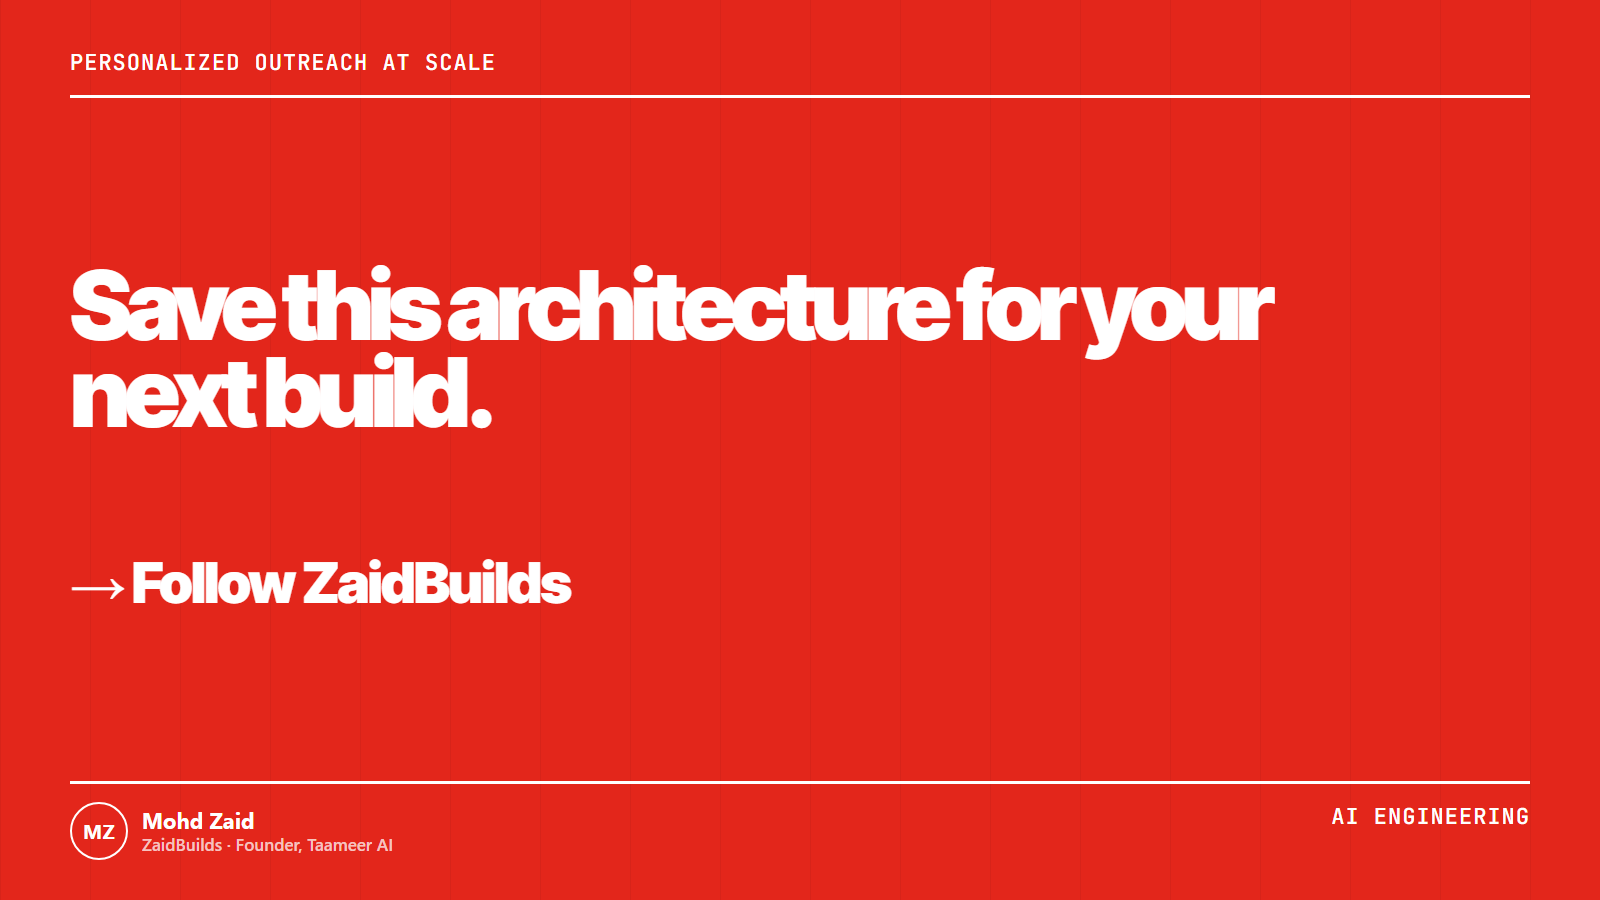 PERSONALIZED OUTREACH AT SCALE
Save this architecture for your
next build.
→ Follow ZaidBuilds
MZ
Mohd Zaid
ZaidBuilds · Founder, Taameer AI
AI ENGINEERING